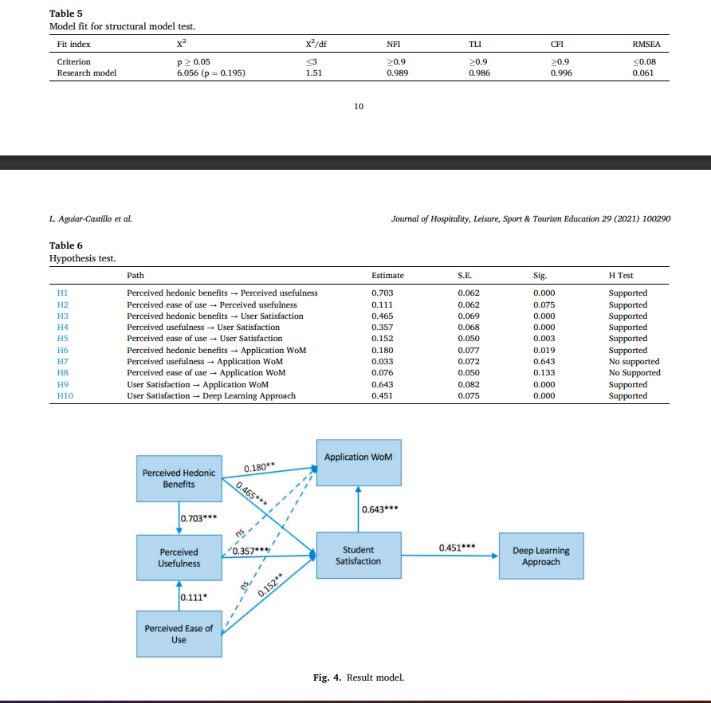 Table 5
Model fit for structural model test.
Fit index X² X²/df NFI TLI CFI RMSEA
Criterion p ≥ 0.05 ≤3 ≥0.9 ≥0.9 ≥0.9 ≤0.08
Research model 6.056 (p = 0.195) 1.51 0.989 0.986 0.996 0.061
10
L. Aguiar-Castillo et al. Journal of Hospitality, Leisure, Sport & Tourism Education 29 (2021) 100290
Table 6
Hypothesis test.
Path Estimate S.E. Sig. H Test
H1 Perceived hedonic benefits → Perceived usefulness 0.703 0.062 0.000 Supported
H2 Perceived ease of use → Perceived usefulness 0.111 0.062 0.075 Supported
H3 Perceived hedonic benefits → User Satisfaction 0.465 0.069 0.000 Supported
H4 Perceived usefulness → User Satisfaction 0.357 0.068 0.000 Supported
H5 Perceived ease of use → User Satisfaction 0.152 0.050 0.003 Supported
H6 Perceived hedonic benefits → Application WoM 0.180 0.077 0.019 Supported
H7 Perceived usefulness → Application WoM 0.033 0.072 0.643 No supported
H8 Perceived ease of use → Application WoM 0.076 0.050 0.133 No Supported
H9 User Satisfaction → Application WoM 0.643 0.082 0.000 Supported
H10 User Satisfaction → Deep Learning Approach 0.451 0.075 0.000 Supported
Perceived Hedonic
Benefits
0.180**
Application WoM
0.465***
0.703***
0.643***
ns
Perceived
Usefulness
0.357***
Student
Satisfaction
0.451***
Deep Learning
Approach
ns
0.152**
0.111*
Perceived Ease of
Use
Fig. 4. Result model.